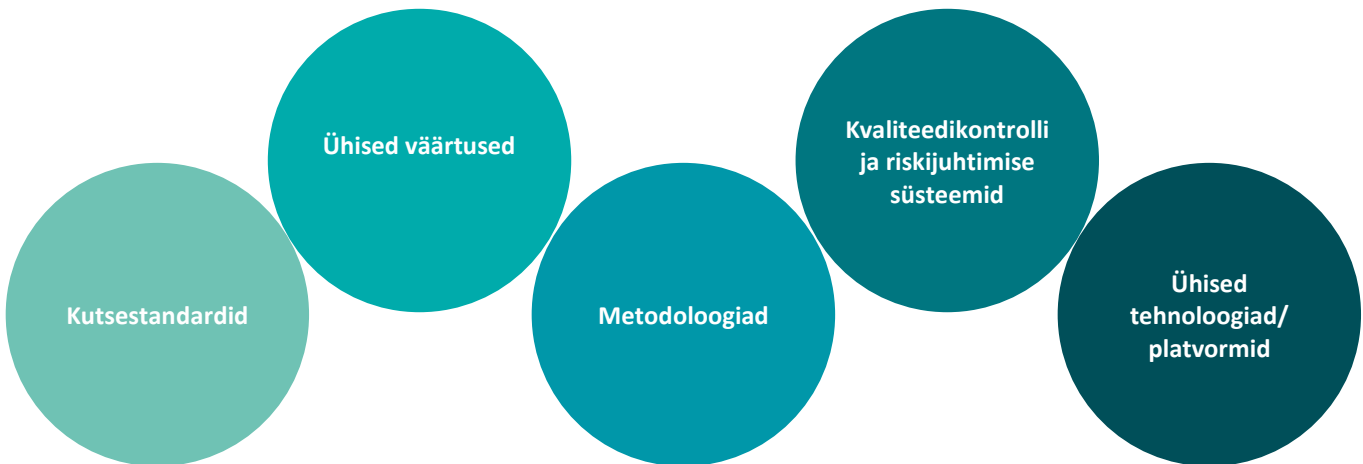 Kutsestandardid
Ühised väärtused
Metodoloogiad
Kvaliteedikontrolli
ja riskijuhtimise
süsteemid
Ühised
tehnoloogiad/
platvormid